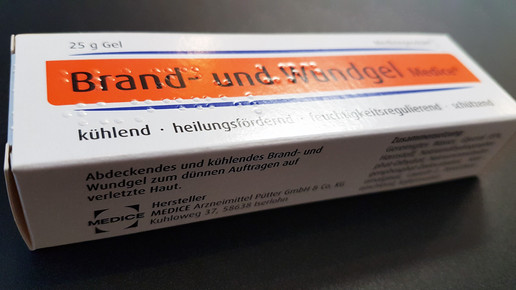 25 g Gel
Brand- und Wundgel Medice®
kühlend · heilungsfördernd · feuchtigkeitsregulierend · schützend
Abdeckendes und kühlendes Brand- und
Wundgel zum dünnen Auftragen auf
verletzte Haut.
Hersteller
MEDICE Arzneimittel Pütter GmbH & Co. KG
Kuhloweg 37, 58638 Iserlohn
MEDICE
Zusammensetzung